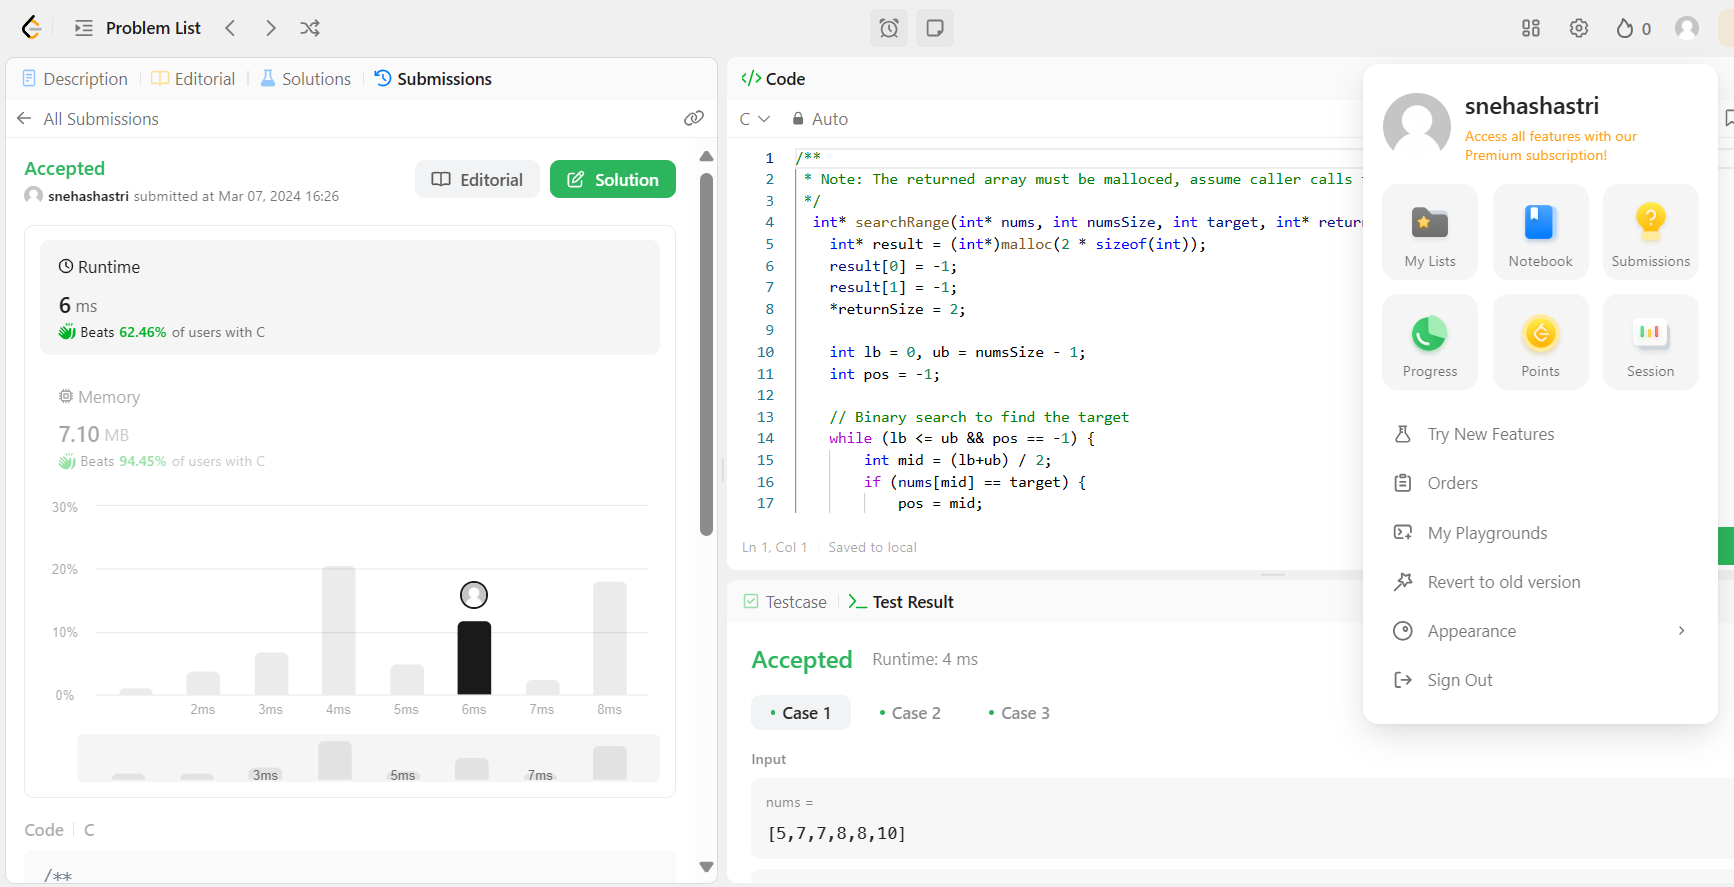 Problem List
0
Description
Editorial
Solutions
Submissions
All Submissions
Accepted
snehashastri submitted at Mar 07, 2024 16:26
Editorial
Solution
Runtime
6 ms
Beats 62.46% of users with C
Memory
7.10 MB
Beats 94.45% of users with C
30%
20%
10%
0%
2ms
3ms
4ms
5ms
6ms
7ms
8ms
3ms
5ms
7ms
Code
C
/**
</> Code
C
Auto
1 /**
2 * Note: The returned array must be malloced, assume caller calls
3 */
4 int* searchRange(int* nums, int numsSize, int target, int* retur
5 int* result = (int*)malloc(2 * sizeof(int));
6 result[0] = -1;
7 result[1] = -1;
8 *returnSize = 2;
9
10 int lb = 0, ub = numsSize - 1;
11 int pos = -1;
12
13 // Binary search to find the target
14 while (lb <= ub && pos == -1) {
15 int mid = (lb+ub) / 2;
16 if (nums[mid] == target) {
17 pos = mid;
Ln 1, Col 1
Saved to local
Testcase
Test Result
Accepted
Runtime: 4 ms
Case 1
Case 2
Case 3
Input
nums =
[5,7,7,8,8,10]
snehashastri
Access all features with our
Premium subscription!
My Lists
Notebook
Submissions
Progress
Points
Session
Try New Features
Orders
My Playgrounds
Revert to old version
Appearance
Sign Out